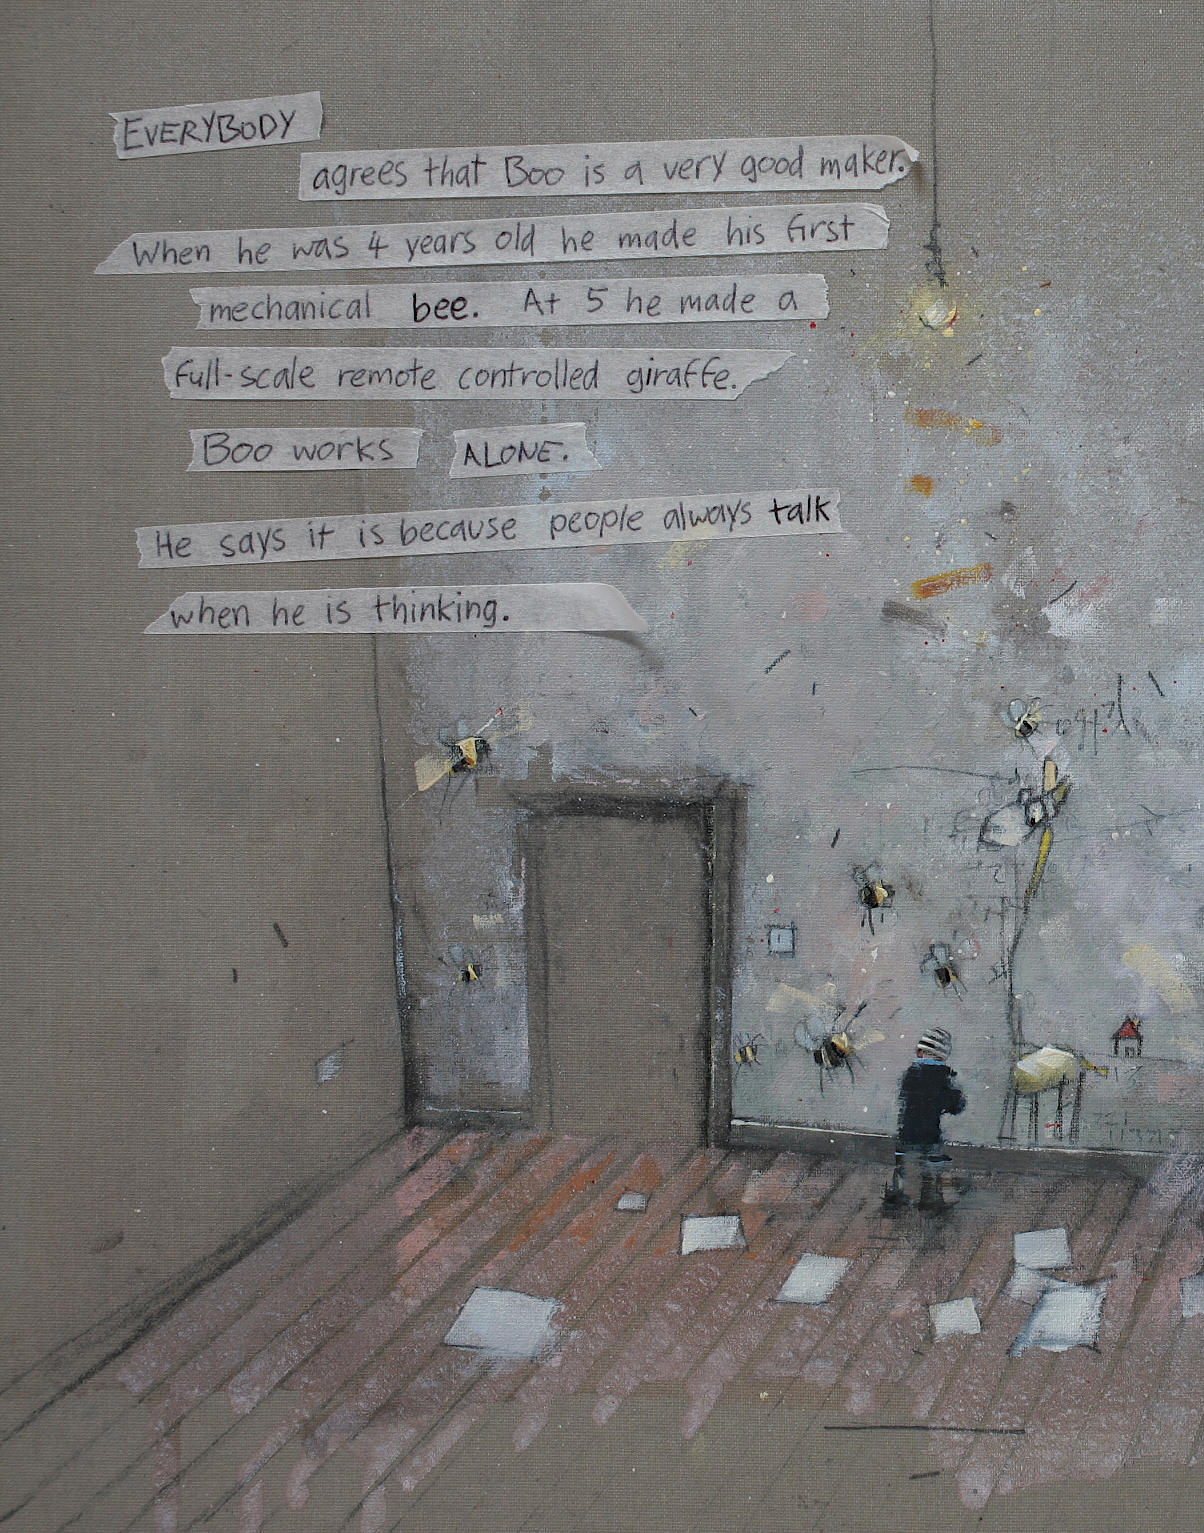 EVERYBODY
agrees that Boo is a very good maker.
When he was 4 years old he made his first
mechanical bee. At 5 he made a
full-scale remote controlled giraffe.
Boo works ALONE.
He says it is because people always talk
when he is thinking.